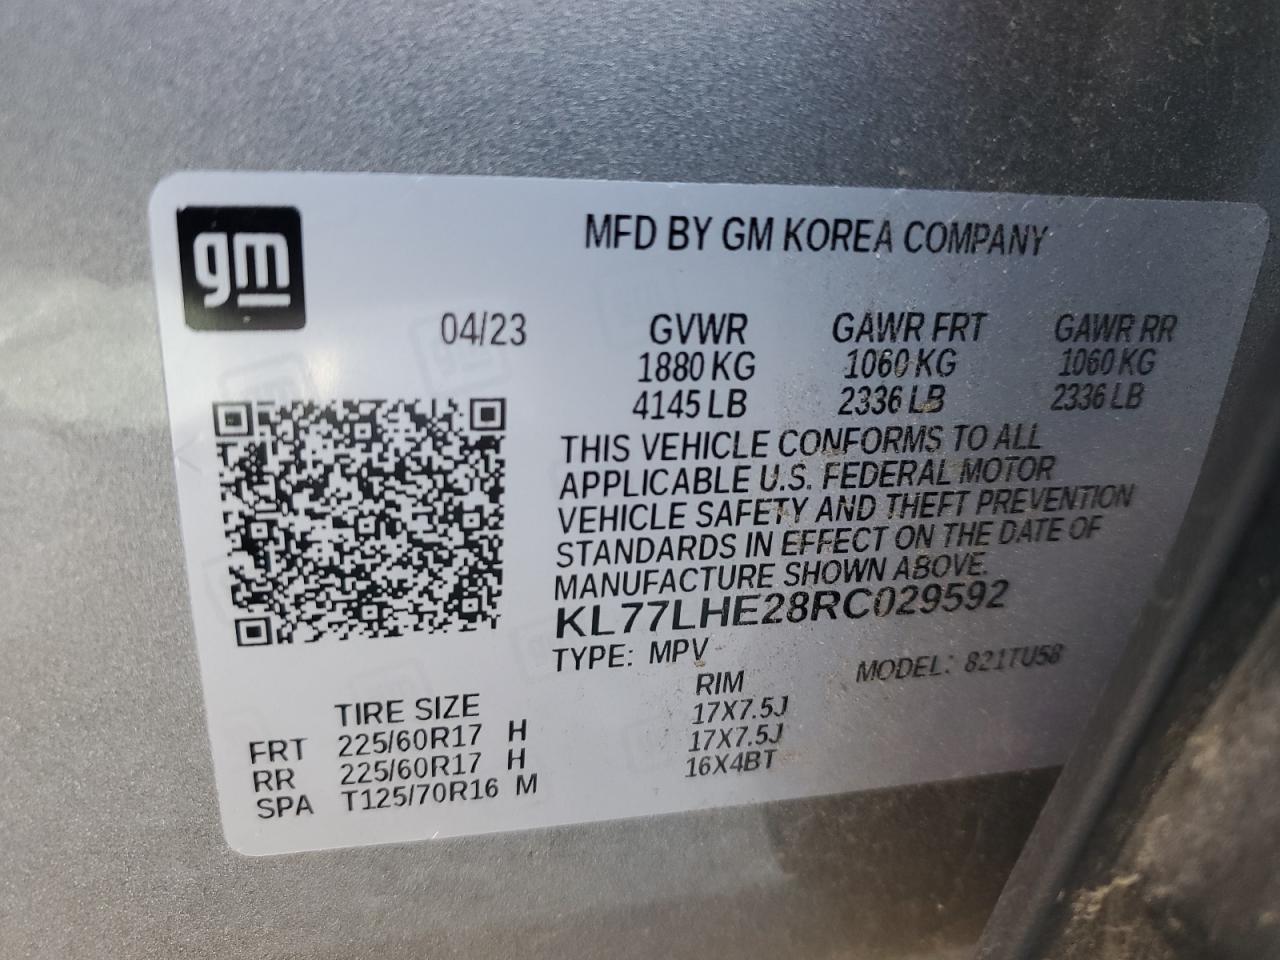 gm
MFD BY GM KOREA COMPANY
04/23 GVWR GAWR FRT GAWR RR
1880 KG 1060 KG 1060 KG
4145 LB 2336 LB 2336 LB
THIS VEHICLE CONFORMS TO ALL
APPLICABLE U.S. FEDERAL MOTOR
VEHICLE SAFETY AND THEFT PREVENTION
STANDARDS IN EFFECT ON THE DATE OF
MANUFACTURE SHOWN ABOVE.
KL77LHE28RC029592
TYPE: MPV MODEL: 821TU58
TIRE SIZE RIM
FRT 225/60R17 H 17X7.5J
RR 225/60R17 H 17X7.5J
SPA T125/70R16 M 16X4BT